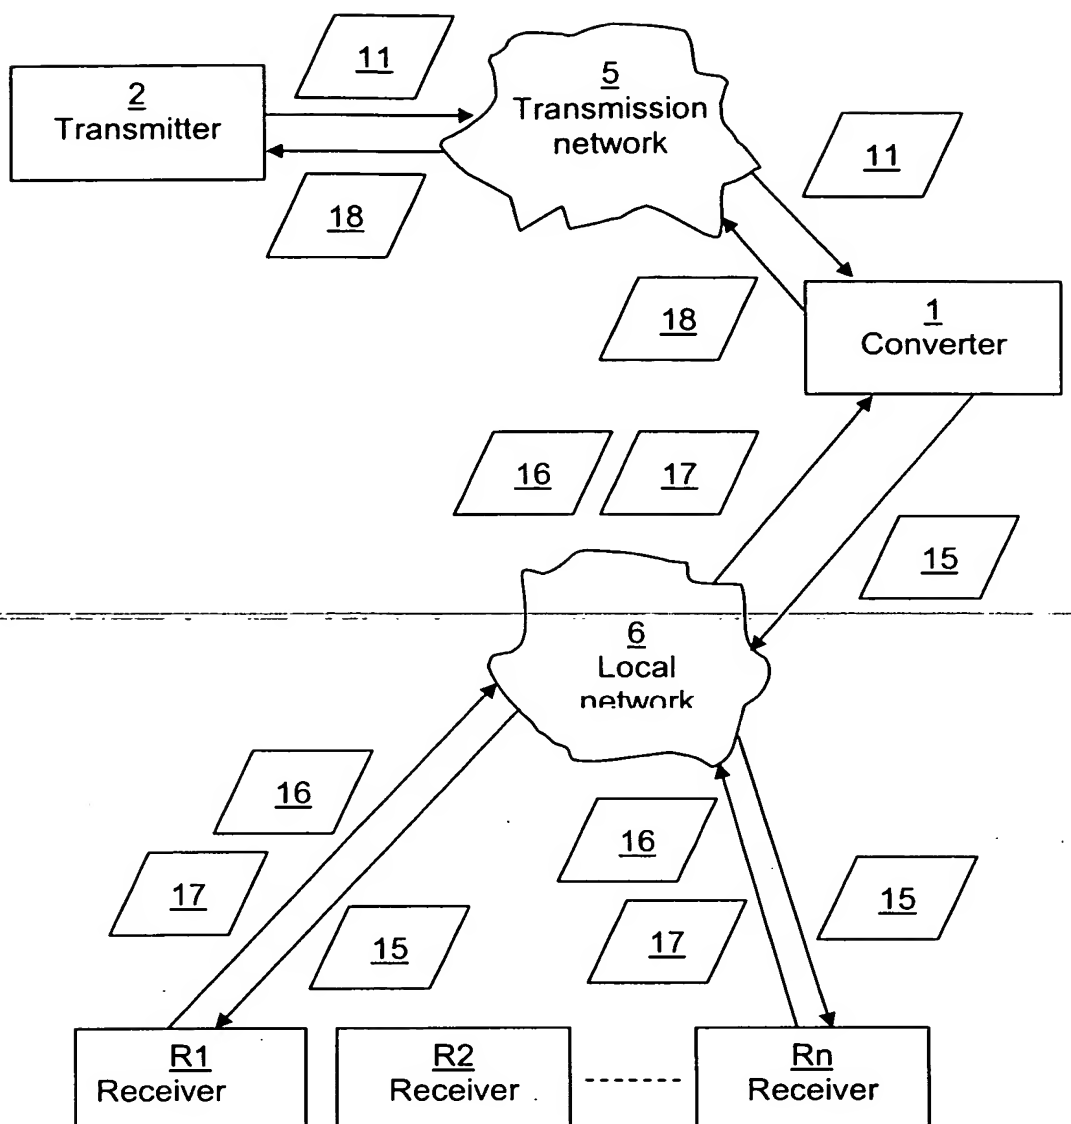 11
2
Transmitter
5
Transmission
network
11
18
18
1
Converter
16
17
15
6
Local
network
16
17
15
16
17
15
R1
Receiver
R2
Receiver
Rn
Receiver